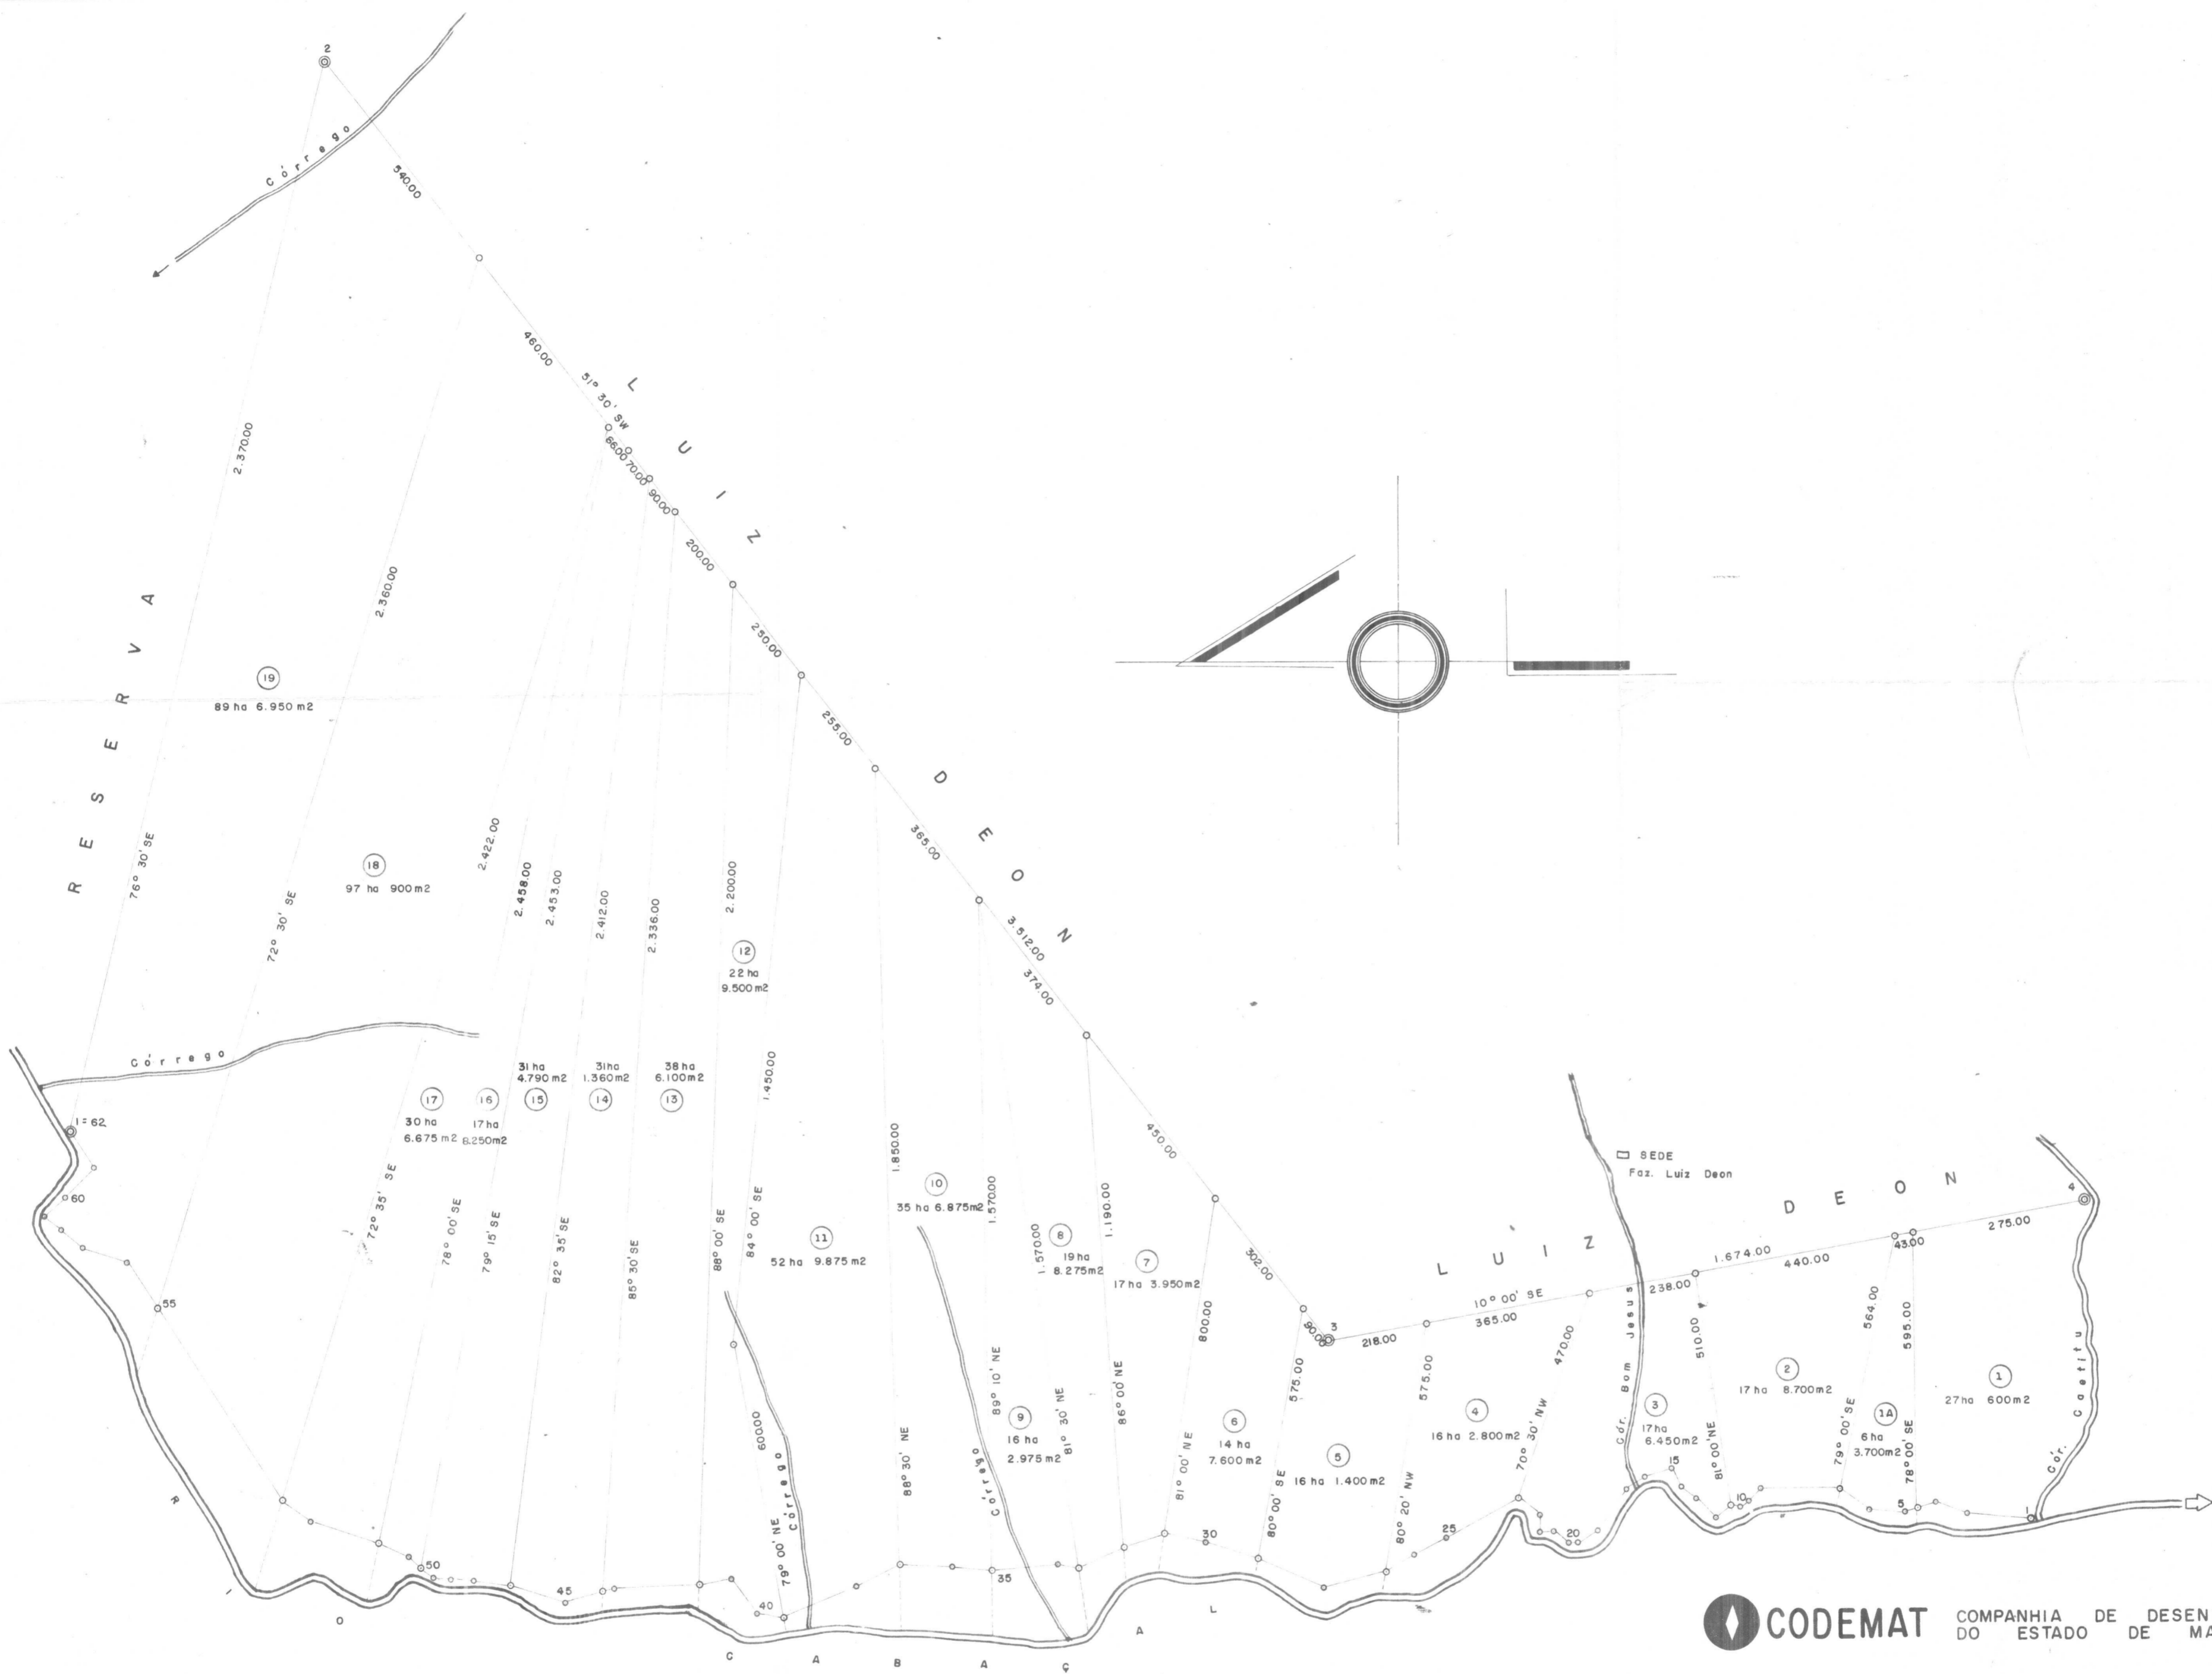 2
Córrego
540.00
460.00
51° 30' SW
66.00
70.00
90.00
200.00
250.00
255.00
365.00
3.512.00
374.00
450.00
302.00
90.00
3
LUIZ DEON
RESERVA
2.370.00
76° 30' SE
2.360.00
72° 30' SE
2.422.00
72° 35' SE
2.458.00
78° 00' SE
2.453.00
79° 15' SE
2.412.00
82° 35' SE
2.336.00
85° 30' SE
2.200.00
88° 00' SE
1.450.00
84° 00' SE
600.00
79° 00' NE
1.850.00
88° 30' NE
1.570.00
89° 10' NE
1.570.00
81° 30' NE
1.190.00
86° 00' NE
800.00
81° 00' NE
575.00
80° 00' SE
575.00
80° 20' NW
470.00
70° 30' NW
510.00
81° 00' NE
564.00
79° 00' SE
595.00
78° 00' SE
19
89 ha 6.950 m2
18
97 ha 900 m2
17
30 ha
6.675 m2
16
17 ha
8.250 m2
31 ha
4.790 m2
15
31 ha
1.360 m2
14
38 ha
6.100 m2
13
12
22 ha
9.500 m2
11
52 ha 9.875 m2
10
35 ha 6.875 m2
9
16 ha
2.975 m2
8
19 ha
8.275 m2
7
17 ha 3.950 m2
6
14 ha
7.600 m2
5
16 ha 1.400 m2
4
16 ha 2.800 m2
3
17 ha
6.450 m2
2
17 ha 8.700 m2
1A
6 ha
3.700 m2
1
27 ha 600 m2
Córrego
1=62
60
55
50
45
40
35
30
25
20
15
10
5
1
Córrego
Córrego
SEDE
Faz. Luiz Deon
LUIZ DEON
4
218.00
10° 00' SE
365.00
238.00
1.674.00
440.00
43.00
275.00
Cór. Bom Jesus
Cór. Caetitu
RIO CABAÇAL
CODEMAT
COMPANHIA DE DESEN
DO ESTADO DE MA